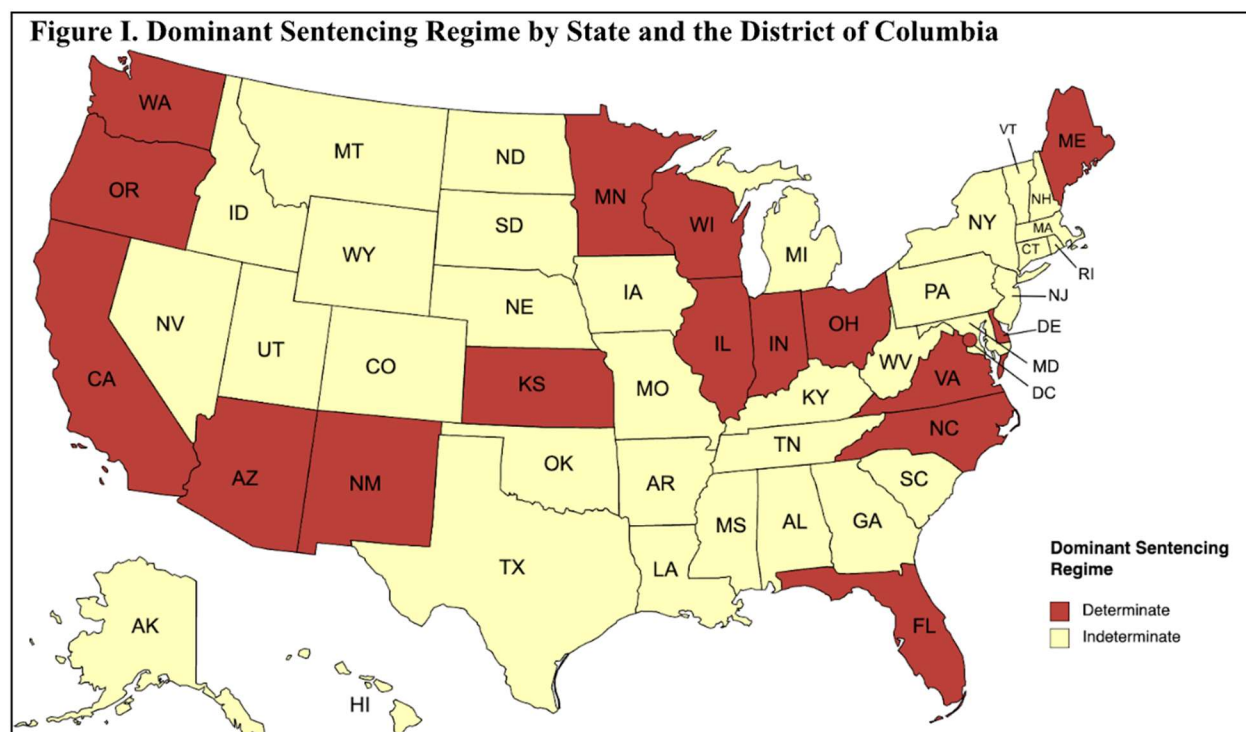 Figure I. Dominant Sentencing Regime by State and the District of Columbia
WA
MT
ND
MN
VT
ME
OR
ID
SD
WI
NH
NY
MA
WY
MI
CT
RI
IA
PA
NE
NJ
NV
OH
DE
UT
IL
IN
CO
WV
MD
CA
KS
MO
VA
DC
KY
NC
TN
OK
AZ
NM
AR
SC
MS
AL
GA
TX
LA
Dominant Sentencing
Regime
Determinate
Indeterminate
AK
FL
HI